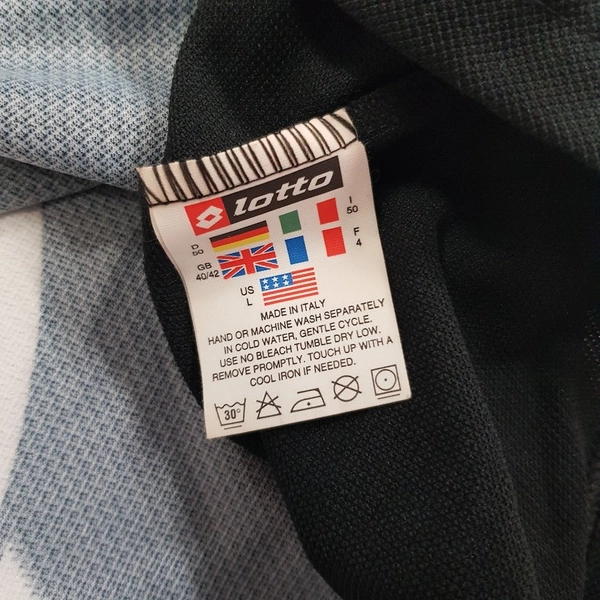 lotto
D
50
I
50
GB
40/42
F
4
US
L
MADE IN ITALY
HAND OR MACHINE WASH SEPARATELY
IN COLD WATER, GENTLE CYCLE.
USE NO BLEACH TUMBLE DRY LOW.
REMOVE PROMPTLY. TOUCH UP WITH A
COOL IRON IF NEEDED.
30°